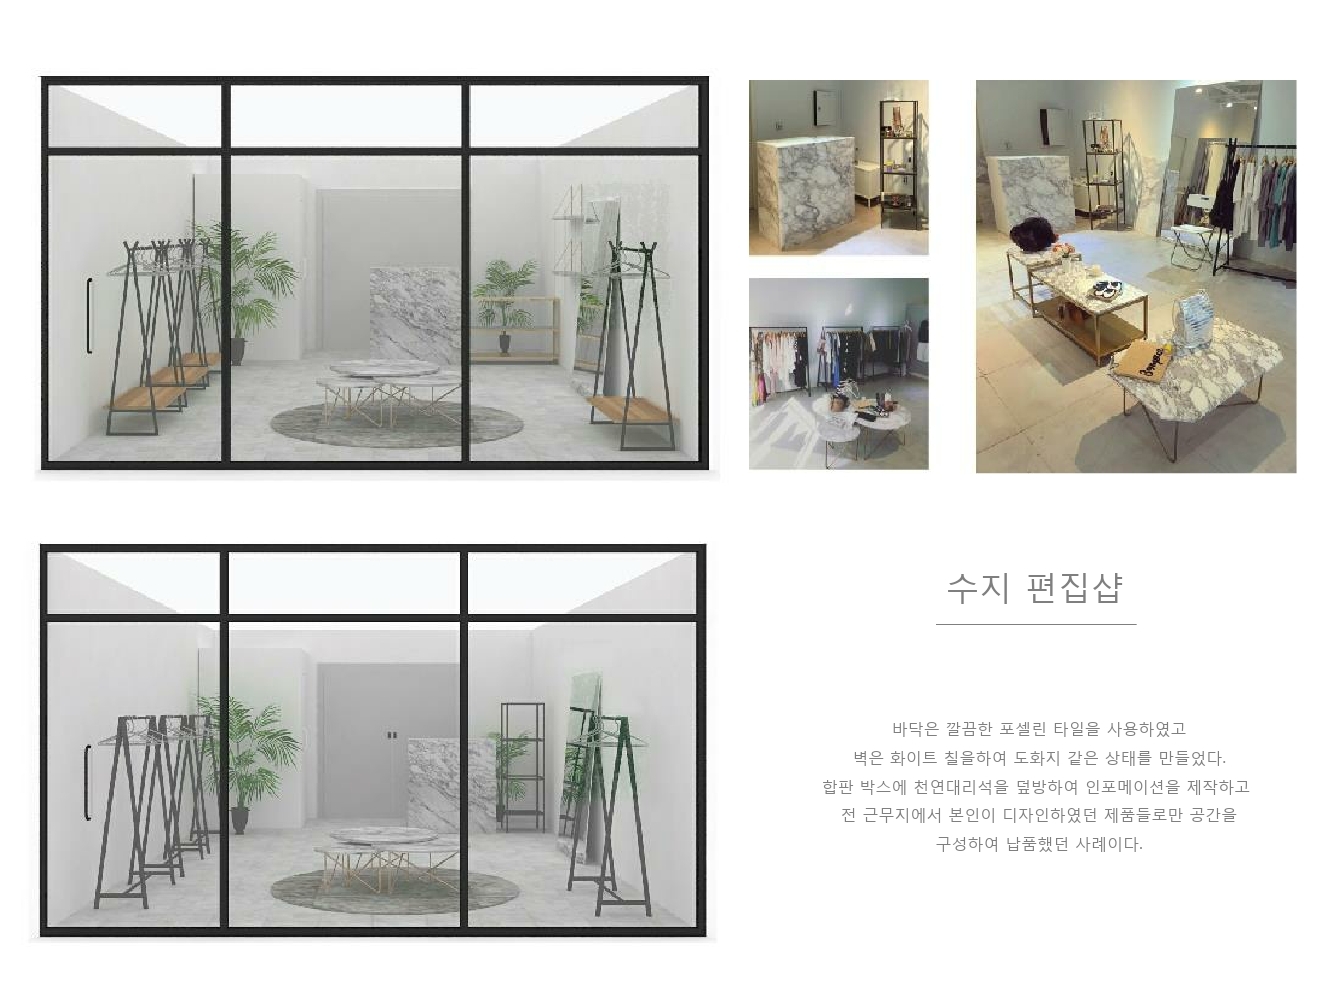 수지 편집샵
바닥은 깔끔한 포셀린 타일을 사용하였고
벽은 화이트 칠을하여 도화지 같은 상태를 만들었다.
합판 박스에 천연대리석을 덮방하여 인포메이션을 제작하고
전 근무지에서 본인이 디자인하였던 제품들로만 공간을
구성하여 납품했던 사례이다.